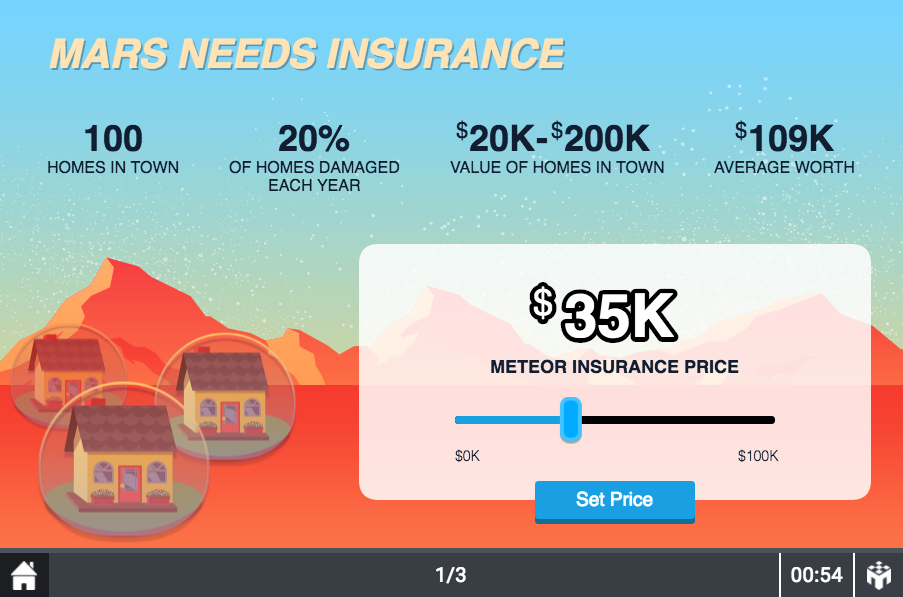 MARS NEEDS INSURANCE
100
HOMES IN TOWN
20%
OF HOMES DAMAGED
EACH YEAR
$20K-$200K
VALUE OF HOMES IN TOWN
$109K
AVERAGE WORTH
$35K
METEOR INSURANCE PRICE
$0K
$100K
Set Price
1/3
00:54